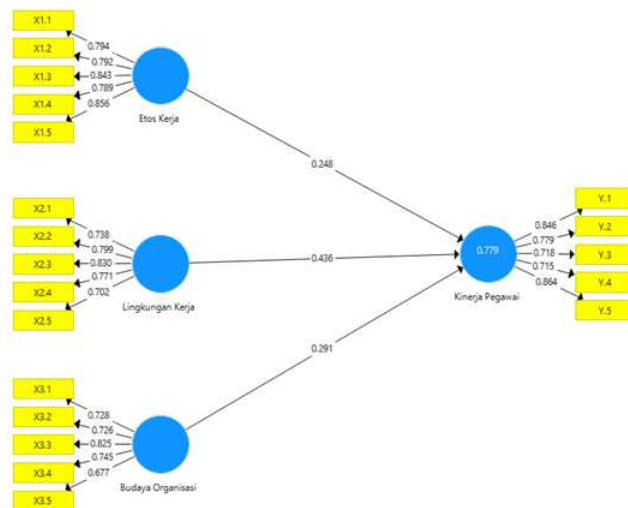 X1.1
X1.2
X1.3
X1.4
X1.5
0.794
0.792
0.843
0.789
0.856
Etos Kerja
0.248
X2.1
X2.2
X2.3
X2.4
X2.5
0.738
0.799
0.830
0.771
0.702
Lingkungan Kerja
0.436
X3.1
X3.2
X3.3
X3.4
X3.5
0.728
0.726
0.825
0.745
0.677
Budaya Organisasi
0.291
0.779
Kinerja Pegawai
0.846
0.779
0.718
0.715
0.864
Y.1
Y.2
Y.3
Y.4
Y.5